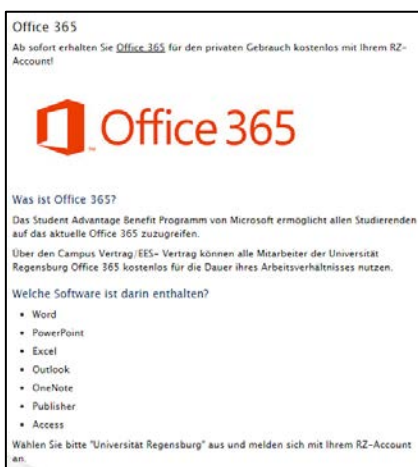 Office 365
Ab sofort erhalten Sie Office 365 für den privaten Gebrauch kostenlos mit Ihrem RZ-
Account!
Office 365
Was ist Office 365?
Das Student Advantage Benefit Programm von Microsoft ermöglicht allen Studierenden
auf das aktuelle Office 365 zuzugreifen.
Über den Campus Vertrag/EES- Vertrag können alle Mitarbeiter der Universität
Regensburg Office 365 kostenlos für die Dauer ihres Arbeitsverhältnisses nutzen.
Welche Software ist darin enthalten?
• Word
• PowerPoint
• Excel
• Outlook
• OneNote
• Publisher
• Access
Wählen Sie bitte "Universität Regensburg" aus und melden sich mit Ihrem RZ-Account
an.